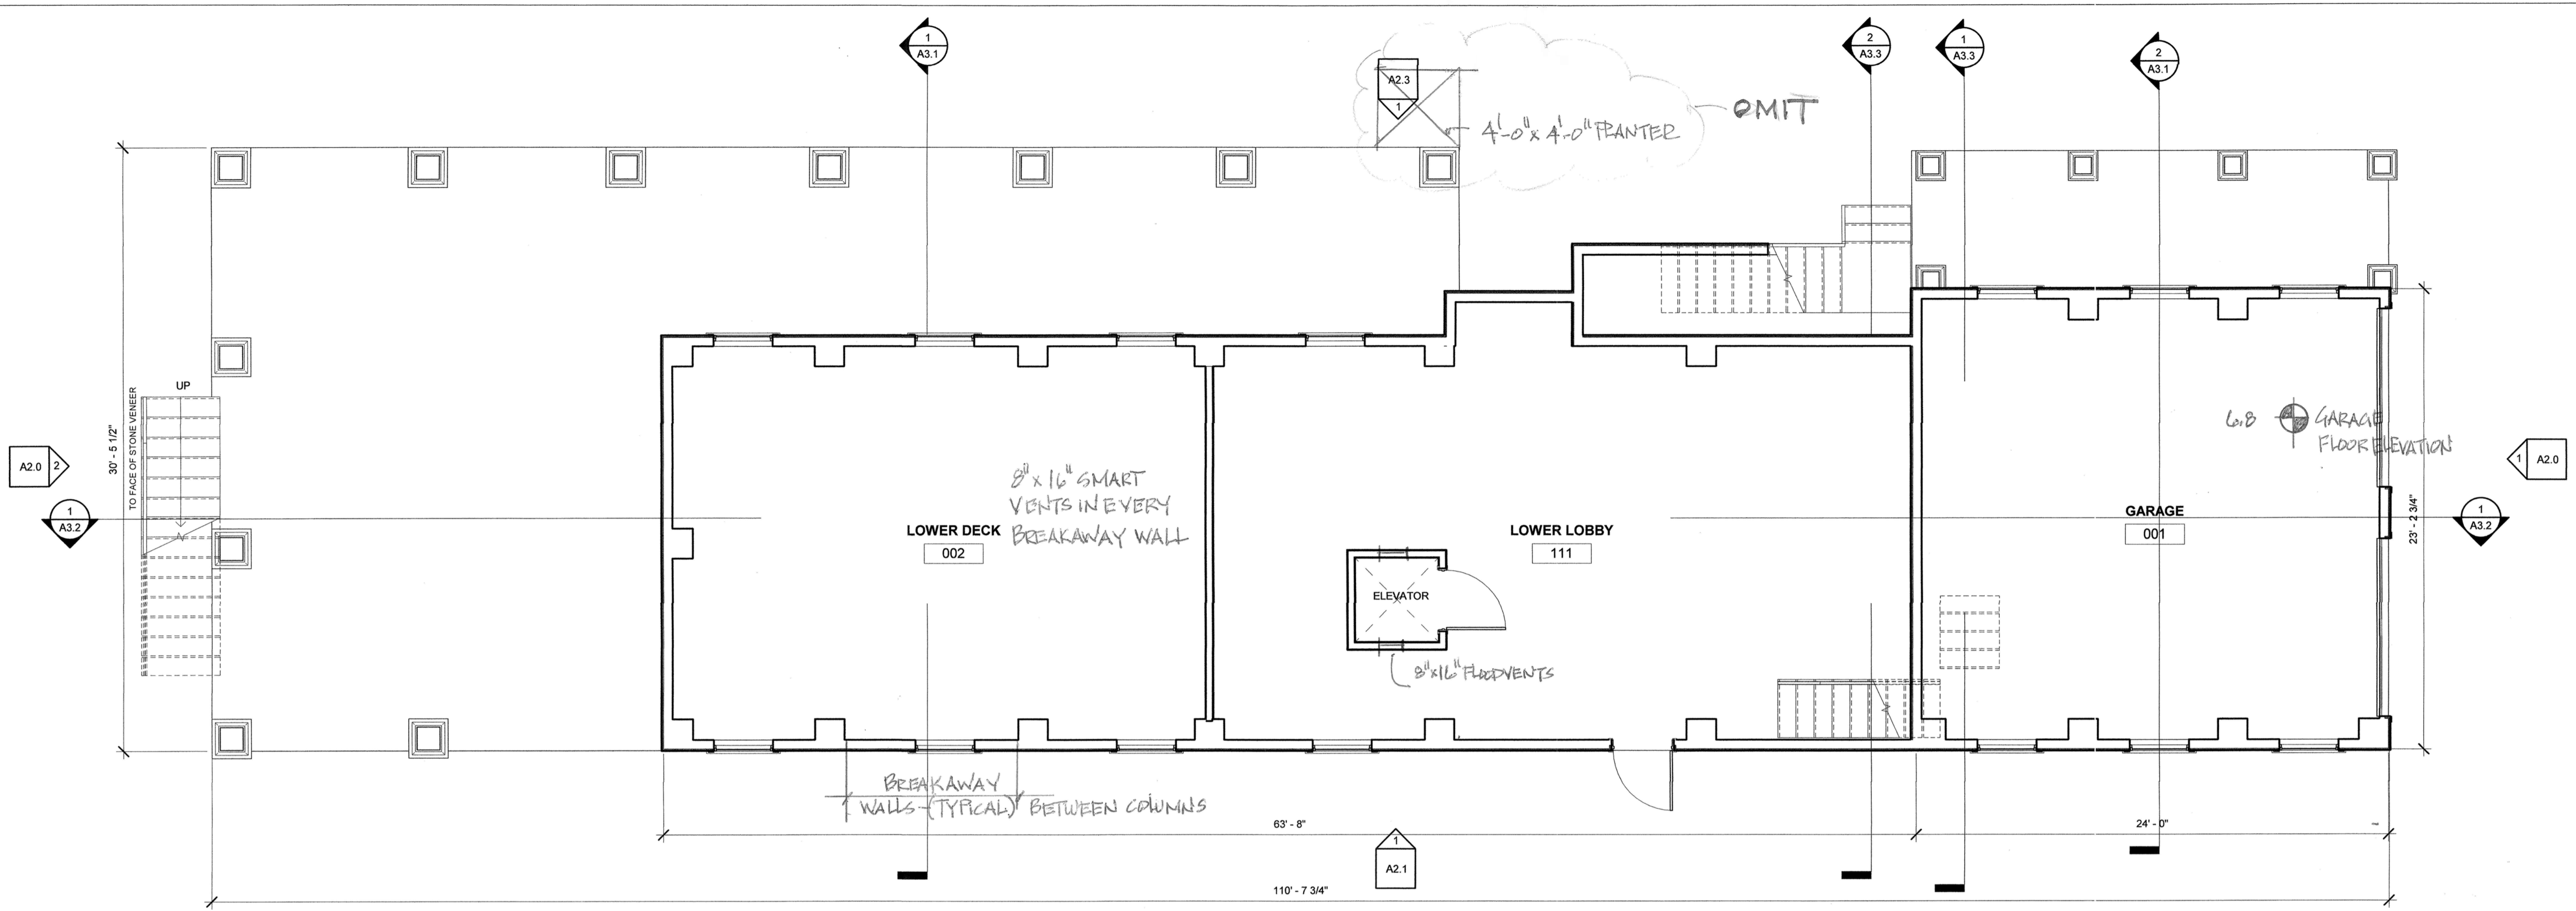 1
A3.1
2
A3.3
1
A3.3
2
A3.1
A2.3
1
OMIT
4'-0" x 4'-0" PLANTER
UP
30' - 5 1/2"
TO FACE OF STONE VENEER
A2.0
2
1
A3.2
8" x 16" SMART
VENTS IN EVERY
BREAKAWAY WALL
LOWER DECK
002
LOWER LOBBY
111
ELEVATOR
8"x16" FLOODVENTS
6.8
GARAGE
FLOOR ELEVATION
GARAGE
001
23' - 2 3/4"
1
A2.0
1
A3.2
BREAKAWAY
WALLS-(TYPICAL) BETWEEN COLUMNS
63' - 8"
24' - 0"
1
A2.1
110' - 7 3/4"